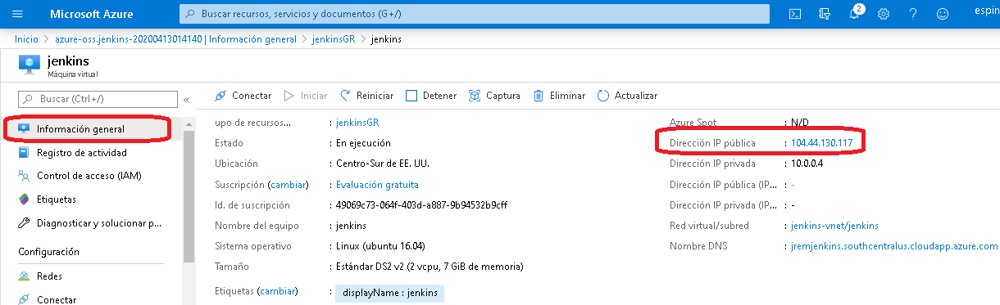 Microsoft Azure
Buscar recursos, servicios y documentos (G+/)
2
espin
Inicio > azure-oss.jenkins-20200413014140 | Información general > jenkinsGR > jenkins
jenkins
Máquina virtual
Buscar (Ctrl+/)
«
Conectar
Iniciar
Reiniciar
Detener
Captura
Eliminar
Actualizar
Información general
Registro de actividad
Control de acceso (IAM)
Etiquetas
Diagnosticar y solucionar p...
Configuración
Redes
Conectar
upo de recursos... : jenkinsGR
Estado : En ejecución
Ubicación : Centro-Sur de EE. UU.
Suscripción (cambiar) : Evaluación gratuita
Id. de suscripción : 49069c73-064f-403d-a887-9b94532b9cff
Nombre del equipo : jenkins
Sistema operativo : Linux (ubuntu 16.04)
Tamaño : Estándar DS2 v2 (2 vcpu, 7 GiB de memoria)
Etiquetas (cambiar) : displayName : jenkins
Azure Spot : N/D
Dirección IP pública : 104.44.130.117
Dirección IP privada : 10.0.0.4
Dirección IP pública (IP... : -
Dirección IP privada (IP... : -
Red virtual/subred : jenkins-vnet/jenkins
Nombre DNS : jremjenkins.southcentralus.cloudapp.azure.com